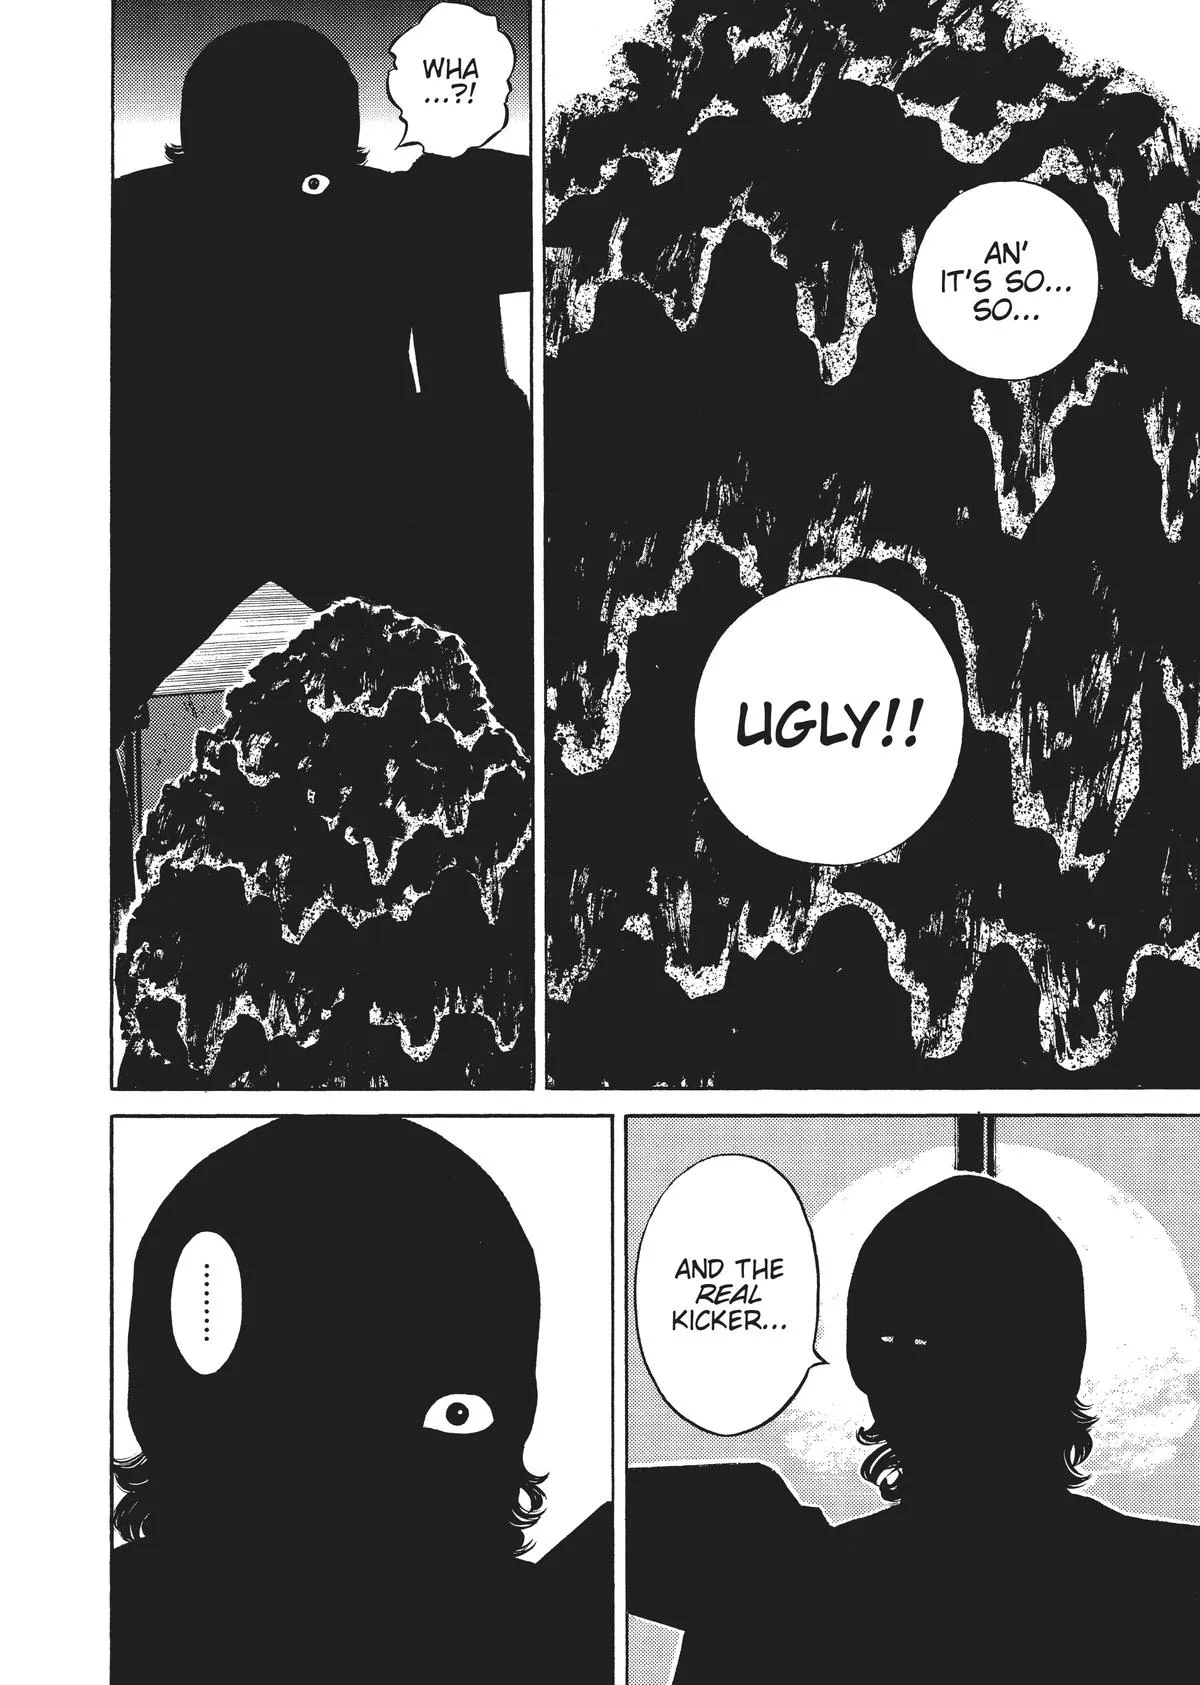 AN'
IT'S SO...
SO...
UGLY!!
WHA
...?!
AND THE
REAL
KICKER...
.........